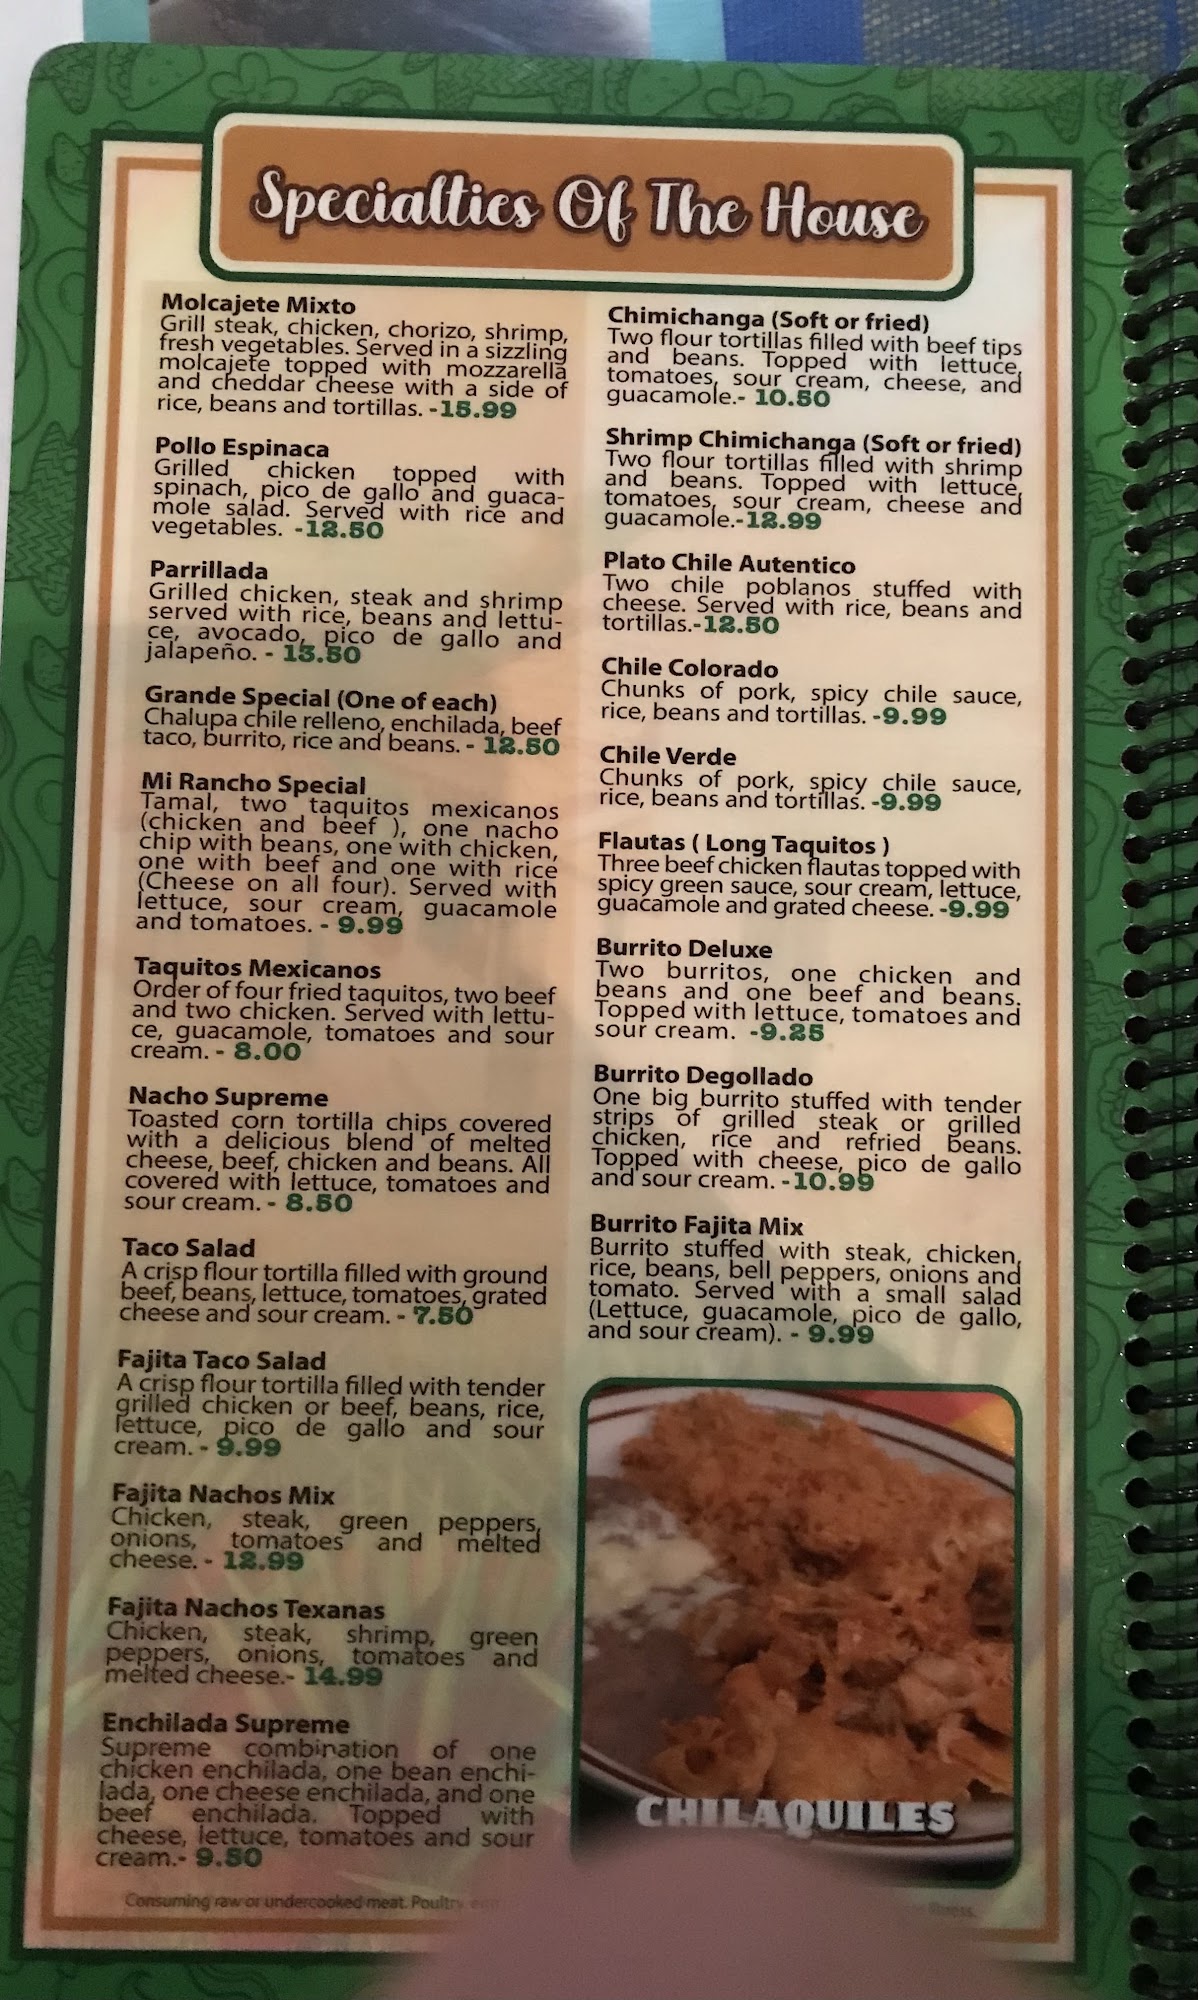 Specialties Of The House
Molcajete Mixto
Grill steak, chicken, chorizo, shrimp,
fresh vegetables. Served in a sizzling
molcajete topped with mozzarella
and cheddar cheese with a side of
rice, beans and tortillas. -15.99
Pollo Espinaca
Grilled chicken topped with
spinach, pico de gallo and guaca-
mole salad. Served with rice and
vegetables. -12.50
Parrillada
Grilled chicken, steak and shrimp
served with rice, beans and lettu-
ce, avocado, pico de gallo and
jalapeño. - 13.50
Grande Special (One of each)
Chalupa chile relleno, enchilada, beef
taco, burrito, rice and beans. - 12.50
Mi Rancho Special
Tamal, two taquitos mexicanos
(chicken and beef ), one nacho
chip with beans, one with chicken,
one with beef and one with rice
(Cheese on all four). Served with
lettuce, sour cream, guacamole
and tomatoes. - 9.99
Taquitos Mexicanos
Order of four fried taquitos, two beef
and two chicken. Served with lettu-
ce, guacamole, tomatoes and sour
cream. - 8.00
Nacho Supreme
Toasted corn tortilla chips covered
with a delicious blend of melted
cheese, beef, chicken and beans. All
covered with lettuce, tomatoes and
sour cream. - 8.50
Taco Salad
A crisp flour tortilla filled with ground
beef, beans, lettuce, tomatoes, grated
cheese and sour cream. - 7.50
Fajita Taco Salad
A crisp flour tortilla filled with tender
grilled chicken or beef, beans, rice,
lettuce, pico de gallo and sour
cream. - 9.99
Fajita Nachos Mix
Chicken, steak, green peppers,
onions, tomatoes and melted
cheese. - 12.99
Fajita Nachos Texanas
Chicken, steak, shrimp, green
peppers, onions, tomatoes and
melted cheese.- 14.99
Enchilada Supreme
Supreme combination of one
chicken enchilada, one bean enchi-
lada, one cheese enchilada, and one
beef enchilada. Topped with
cheese, lettuce, tomatoes and sour
cream.- 9.50
Chimichanga (Soft or fried)
Two flour tortillas filled with beef tips
and beans. Topped with lettuce,
tomatoes, sour cream, cheese, and
guacamole.- 10.50
Shrimp Chimichanga (Soft or fried)
Two flour tortillas filled with shrimp
and beans. Topped with lettuce,
tomatoes, sour cream, cheese and
guacamole.-12.99
Plato Chile Autentico
Two chile poblanos stuffed with
cheese. Served with rice, beans and
tortillas.-12.50
Chile Colorado
Chunks of pork, spicy chile sauce,
rice, beans and tortillas. -9.99
Chile Verde
Chunks of pork, spicy chile sauce,
rice, beans and tortillas. -9.99
Flautas ( Long Taquitos )
Three beef chicken flautas topped with
spicy green sauce, sour cream, lettuce,
guacamole and grated cheese. -9.99
Burrito Deluxe
Two burritos, one chicken and
beans and one beef and beans.
Topped with lettuce, tomatoes and
sour cream. -9.25
Burrito Degollado
One big burrito stuffed with tender
strips of grilled steak or grilled
chicken, rice and refried beans.
Topped with cheese, pico de gallo
and sour cream. -10.99
Burrito Fajita Mix
Burrito stuffed with steak, chicken,
rice, beans, bell peppers, onions and
tomato. Served with a small salad
(Lettuce, guacamole, pico de gallo,
and sour cream). - 9.99
CHILAQUILES
Consuming raw or undercooked meat. Poultry